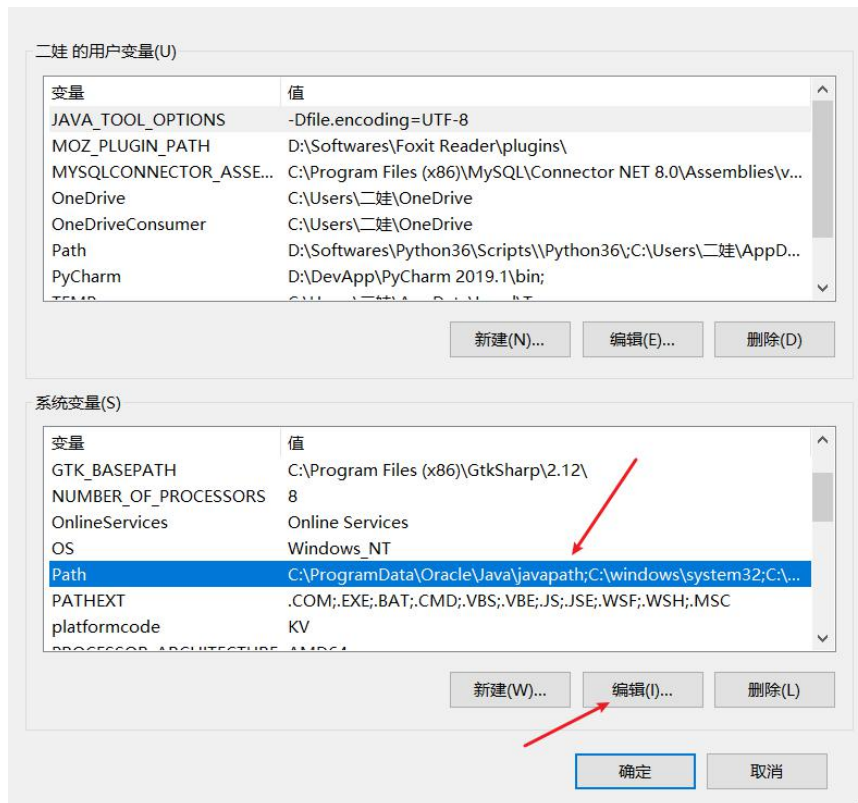 二娃 的用户变量(U)
变量 值
JAVA_TOOL_OPTIONS -Dfile.encoding=UTF-8
MOZ_PLUGIN_PATH D:\Softwares\Foxit Reader\plugins\
MYSQLCONNECTOR_ASSE... C:\Program Files (x86)\MySQL\Connector NET 8.0\Assemblies\v...
OneDrive C:\Users\二娃\OneDrive
OneDriveConsumer C:\Users\二娃\OneDrive
Path D:\Softwares\Python36\Scripts\\Python36\;C:\Users\二娃\AppD...
PyCharm D:\DevApp\PyCharm 2019.1\bin;
新建(N)... 编辑(E)... 删除(D)
系统变量(S)
变量 值
GTK_BASEPATH C:\Program Files (x86)\GtkSharp\2.12\
NUMBER_OF_PROCESSORS 8
OnlineServices Online Services
OS Windows_NT
Path C:\ProgramData\Oracle\Java\javapath;C:\windows\system32;C:\...
PATHEXT .COM;.EXE;.BAT;.CMD;.VBS;.VBE;.JS;.JSE;.WSF;.WSH;.MSC
platformcode KV
PROCESSOR_ARCHITECTURE AMD64
新建(W)... 编辑(I)... 删除(L)
确定 取消